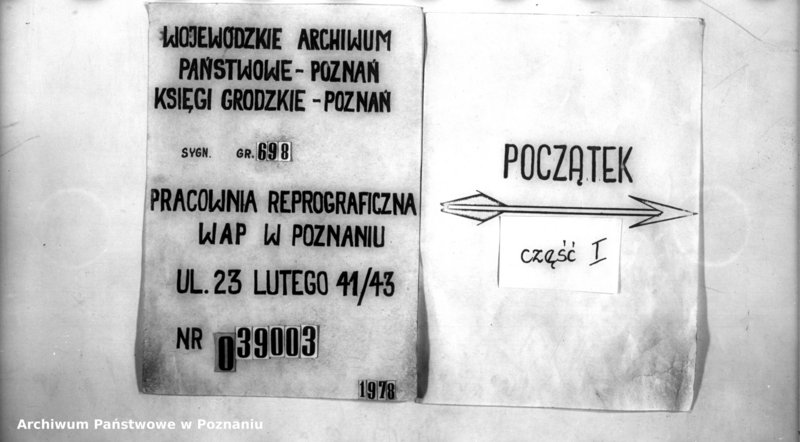 WOJEWÓDZKIE ARCHIWUM
PAŃSTWOWE - POZNAŃ
KSIĘGI GRODZKIE - POZNAŃ
SYGN. GR. 698
PRACOWNIA REPROGRAFICZNA
WAP W POZNANIU
UL. 23 LUTEGO 41/43
NR 039003
1978
POCZĄTEK
część I
Archiwum Państwowe w Poznaniu